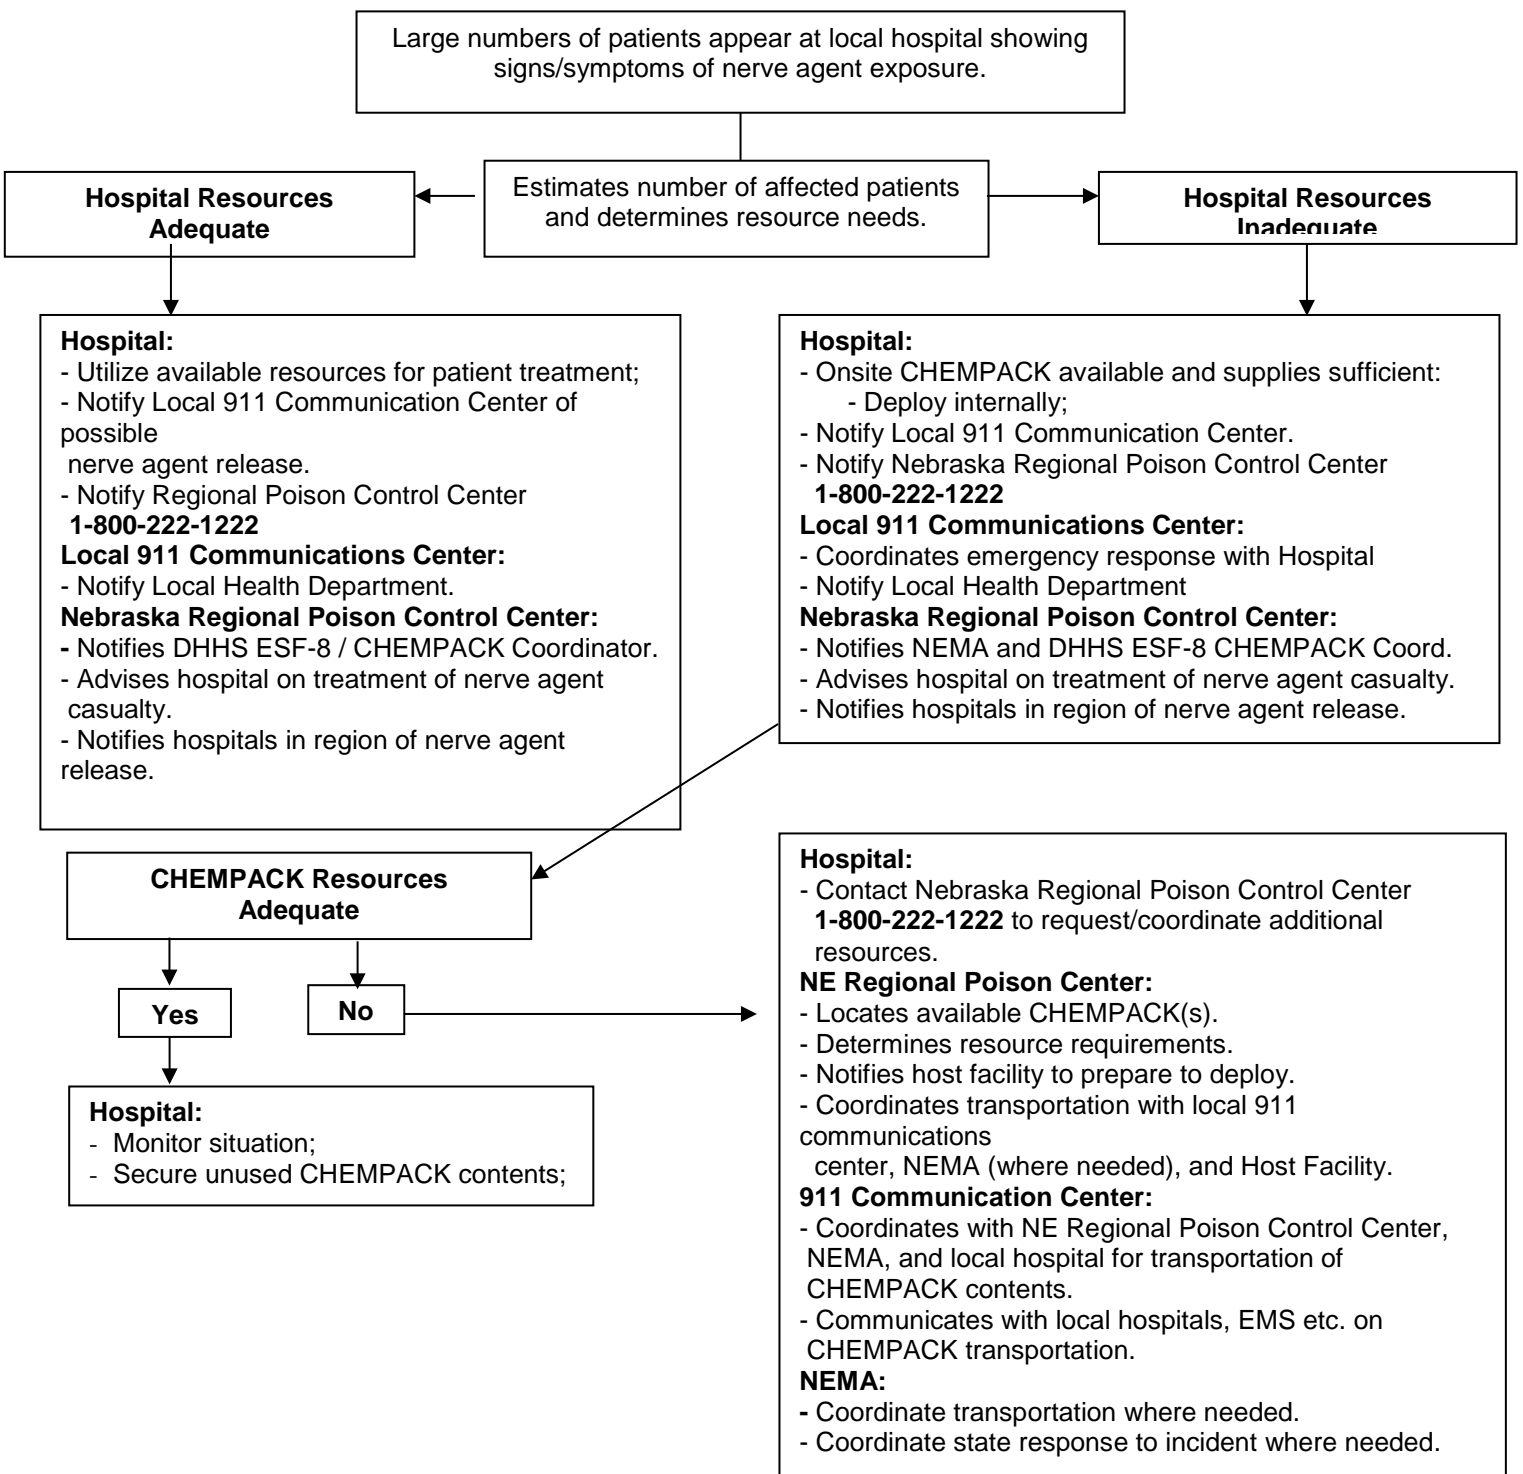 Large numbers of patients appear at local hospital showing
signs/symptoms of nerve agent exposure.
Hospital Resources
Adequate
Estimates number of affected patients
and determines resource needs.
Hospital Resources
Inadequate
Hospital:
- Utilize available resources for patient treatment;
- Notify Local 911 Communication Center of
possible
nerve agent release.
- Notify Regional Poison Control Center
1-800-222-1222
Local 911 Communications Center:
- Notify Local Health Department.
Nebraska Regional Poison Control Center:
- Notifies DHHS ESF-8 / CHEMPACK Coordinator.
- Advises hospital on treatment of nerve agent
casualty.
- Notifies hospitals in region of nerve agent
release.
Hospital:
- Onsite CHEMPACK available and supplies sufficient:
- Deploy internally;
- Notify Local 911 Communication Center.
- Notify Nebraska Regional Poison Control Center
1-800-222-1222
Local 911 Communications Center:
- Coordinates emergency response with Hospital
- Notify Local Health Department
Nebraska Regional Poison Control Center:
- Notifies NEMA and DHHS ESF-8 CHEMPACK Coord.
- Advises hospital on treatment of nerve agent casualty.
- Notifies hospitals in region of nerve agent release.
CHEMPACK Resources
Adequate
Yes
No
Hospital:
- Monitor situation;
- Secure unused CHEMPACK contents;
Hospital:
- Contact Nebraska Regional Poison Control Center
1-800-222-1222 to request/coordinate additional
resources.
NE Regional Poison Center:
- Locates available CHEMPACK(s).
- Determines resource requirements.
- Notifies host facility to prepare to deploy.
- Coordinates transportation with local 911
communications
center, NEMA (where needed), and Host Facility.
911 Communication Center:
- Coordinates with NE Regional Poison Control Center,
NEMA, and local hospital for transportation of
CHEMPACK contents.
- Communicates with local hospitals, EMS etc. on
CHEMPACK transportation.
NEMA:
- Coordinate transportation where needed.
- Coordinate state response to incident where needed.